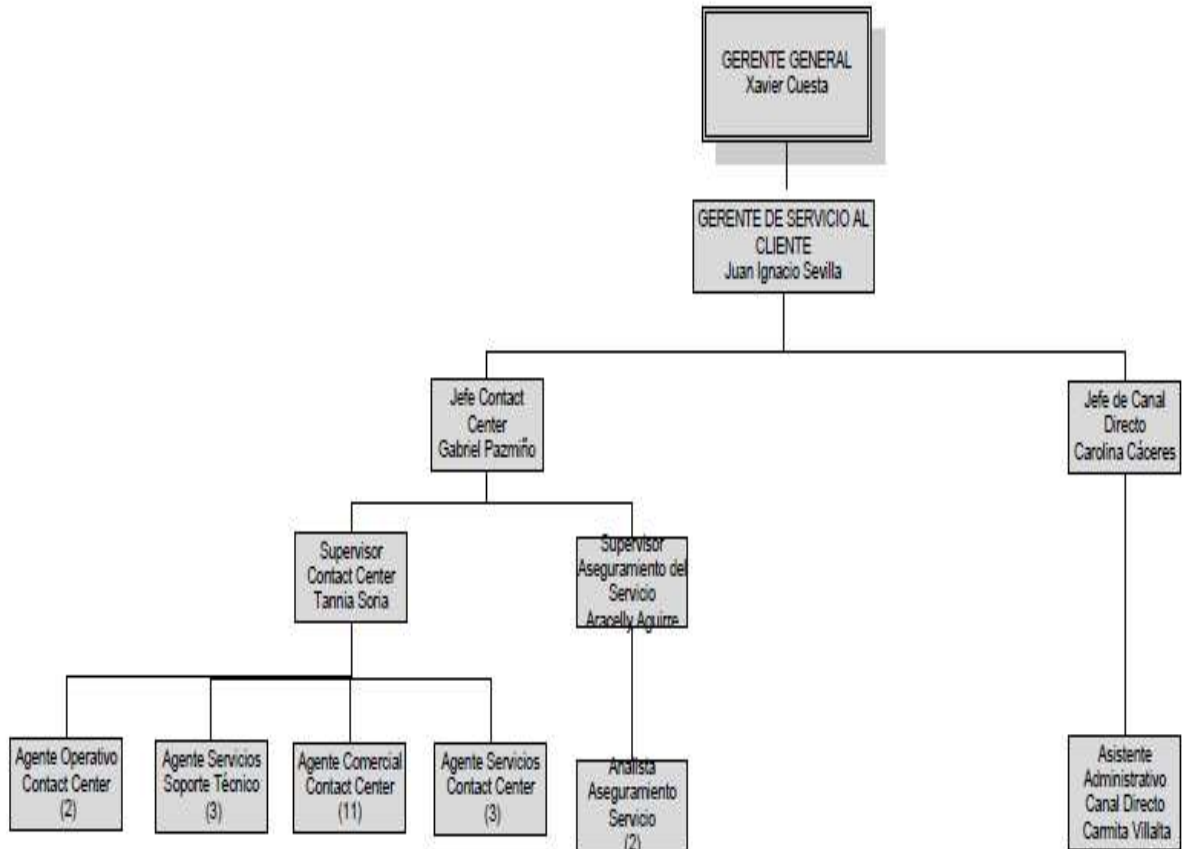 GERENTE GENERAL
Xavier Cuesta
GERENTE DE SERVICIO AL
CLIENTE
Juan Ignacio Sevilla
Jefe Contact
Center
Gabriel Pazmiño
Jefe de Canal
Directo
Carolina Cáceres
Supervisor
Contact Center
Tannia Soria
Supervisor
Aseguramiento del
Servicio
Aracelly Aguirre
Agente Operativo
Contact Center
(2)
Agente Servicios
Soporte Técnico
(3)
Agente Comercial
Contact Center
(11)
Agente Servicios
Contact Center
(3)
Analista
Aseguramiento
Servicio
(2)
Asistente
Administrativo
Canal Directo
Carmita Villalta